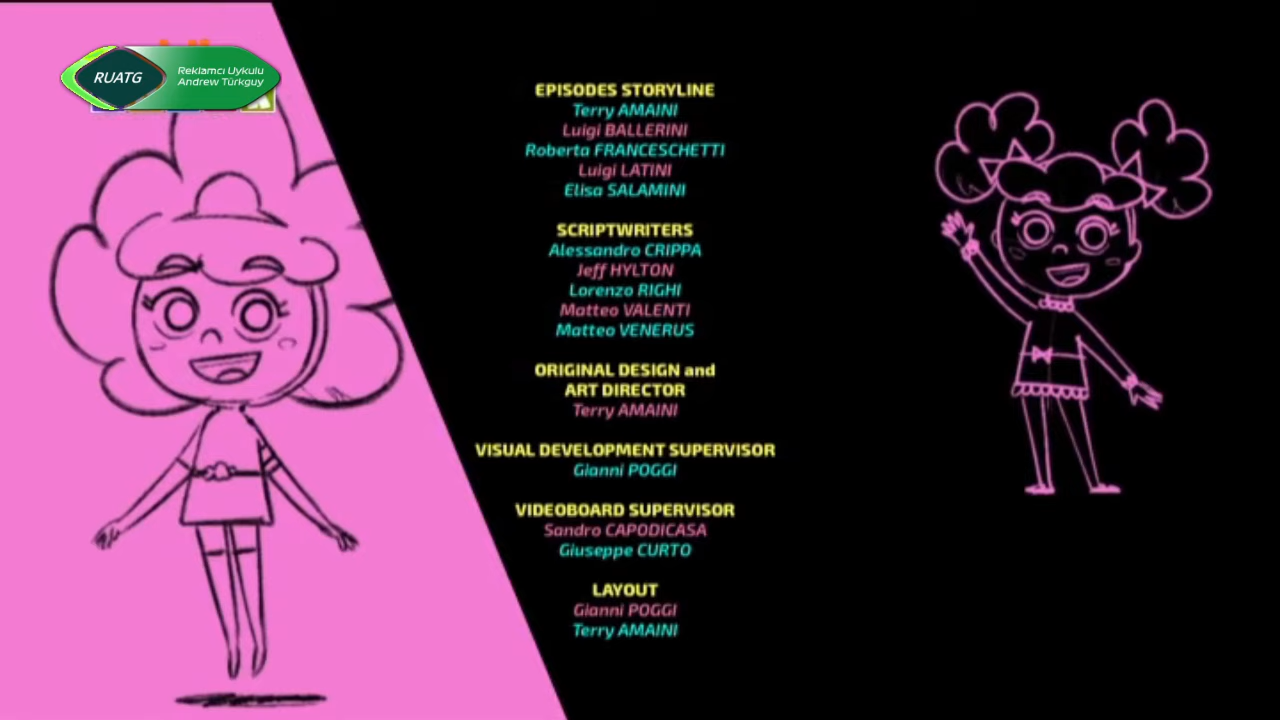 RUATG
Reklamcı Uykulu
Andrew Türkguy
EPISODES STORYLINE
Terry AMAINI
Luigi BALLERINI
Roberta FRANCESCHETTI
Luigi LATINI
Elisa SALAMINI
SCRIPTWRITERS
Alessandro CRIPPA
Jeff HYLTON
Lorenzo RIGHI
Matteo VALENTI
Matteo VENERUS
ORIGINAL DESIGN and
ART DIRECTOR
Terry AMAINI
VISUAL DEVELOPMENT SUPERVISOR
Gianni POGGI
VIDEOBOARD SUPERVISOR
Sandro CAPODICASA
Giuseppe CURTO
LAYOUT
Gianni POGGI
Terry AMAINI